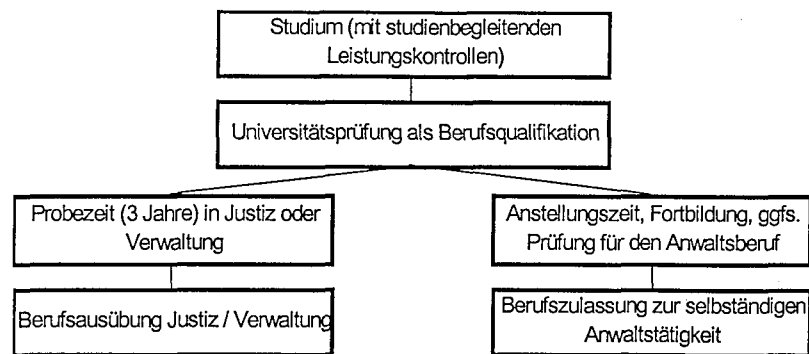 Studium (mit studienbegleitenden
Leistungskontrollen)
Universitätsprüfung als Berufsqualifikation
Probezeit (3 Jahre) in Justiz oder
Verwaltung
Anstellungszeit, Fortbildung, ggfs.
Prüfung für den Anwaltsberuf
Berufsausübung Justiz / Verwaltung
Berufszulassung zur selbständigen
Anwaltstätigkeit